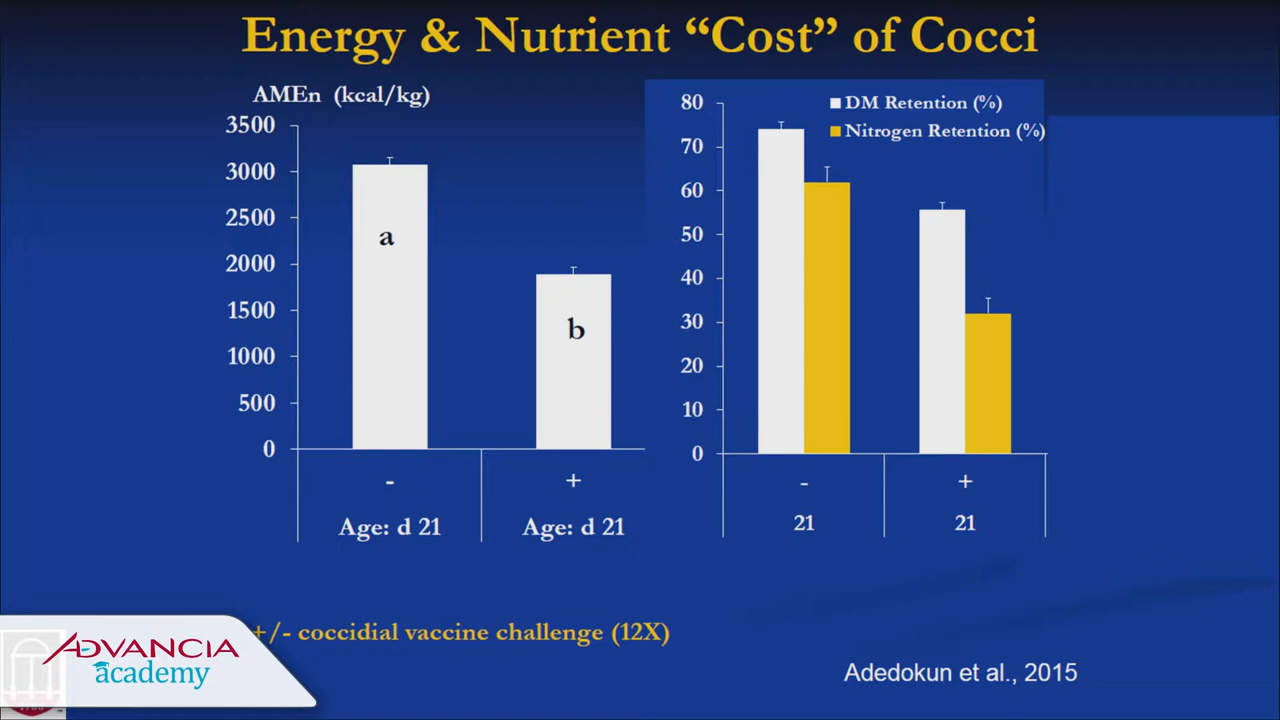 Energy & Nutrient “Cost” of Cocci
AMEn (kcal/kg)
3500
3000
2500
2000
1500
1000
500
0
a
b
-
+
Age: d 21
Age: d 21
DM Retention (%)
Nitrogen Retention (%)
80
70
60
50
40
30
20
10
0
-
+
21
21
+/- coccidial vaccine challenge (12X)
Adedokun et al., 2015
ADVANCIA
academy